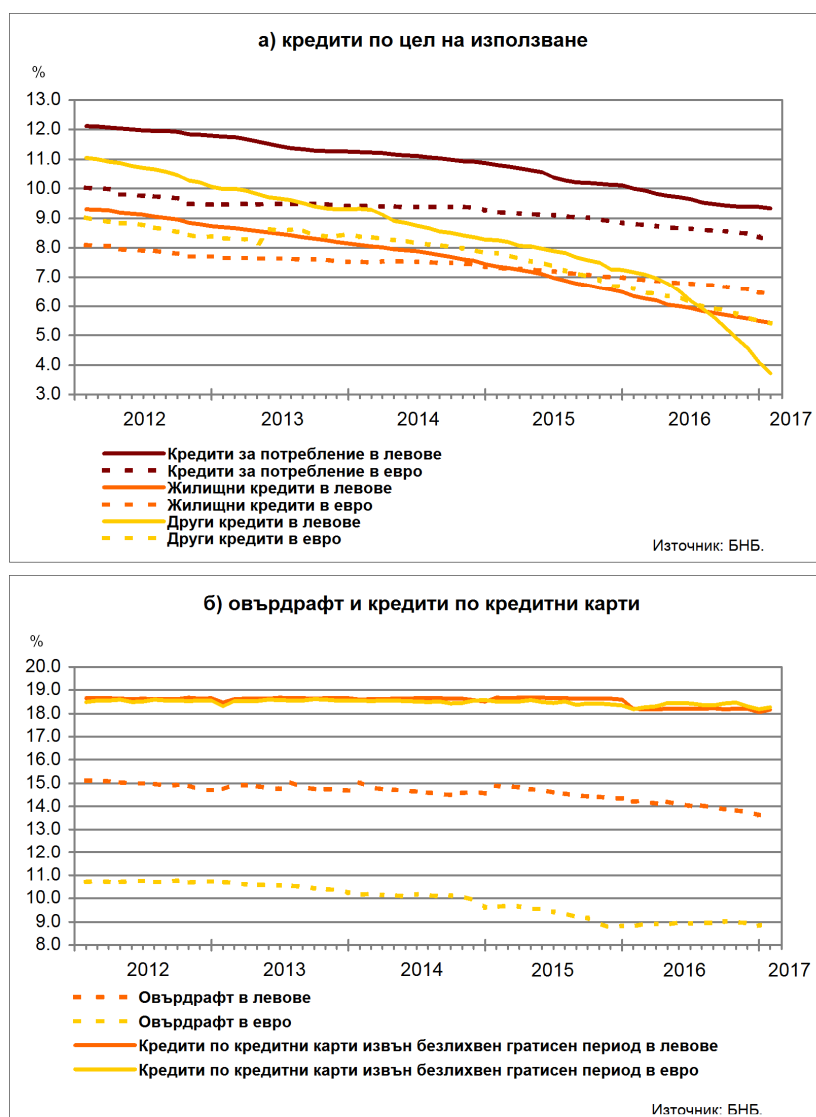 а) кредити по цел на използване
%
13.0
12.0
11.0
10.0
9.0
8.0
7.0
6.0
5.0
4.0
3.0
2012 2013 2014 2015 2016 2017
Кредити за потребление в левове
Кредити за потребление в евро
Жилищни кредити в левове
Жилищни кредити в евро
Други кредити в левове
Други кредити в евро
Източник: БНБ.
б) овърдрафт и кредити по кредитни карти
%
20.0
19.0
18.0
17.0
16.0
15.0
14.0
13.0
12.0
11.0
10.0
9.0
8.0
2012 2013 2014 2015 2016 2017
Овърдрафт в левове
Овърдрафт в евро
Кредити по кредитни карти извън безлихвен гратисен период в левове
Кредити по кредитни карти извън безлихвен гратисен период в евро
Източник: БНБ.